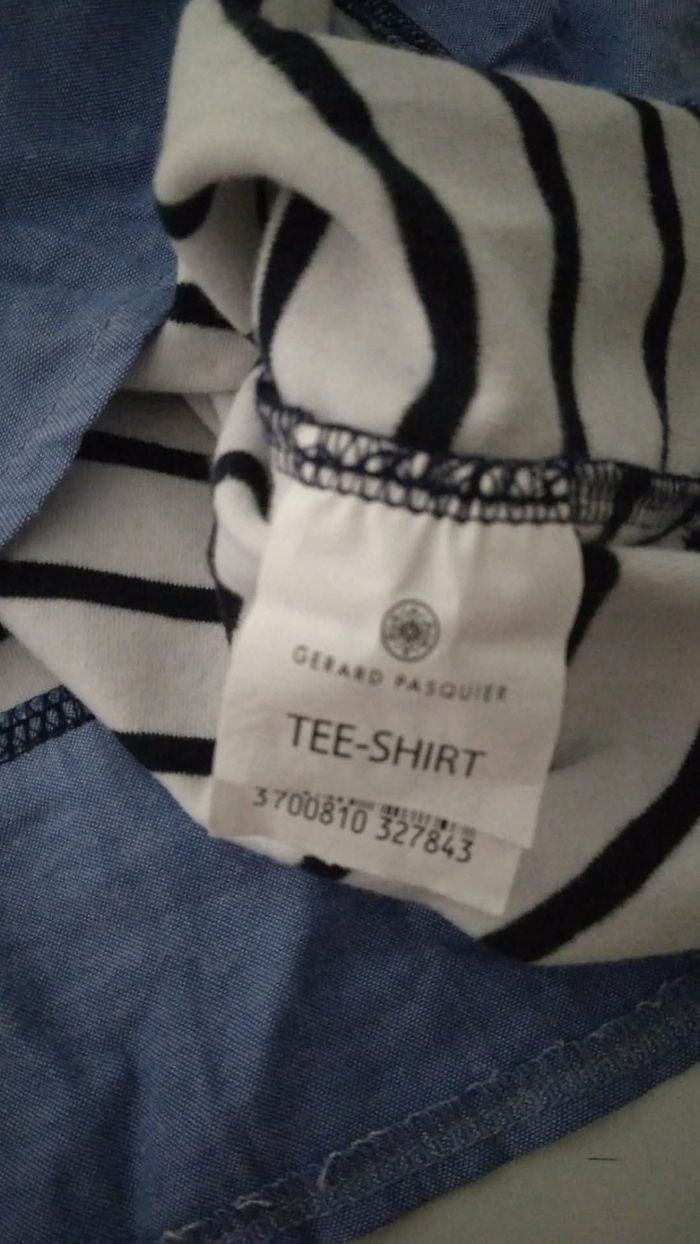 GERARD PASQUIER
TEE-SHIRT
3700810 327843